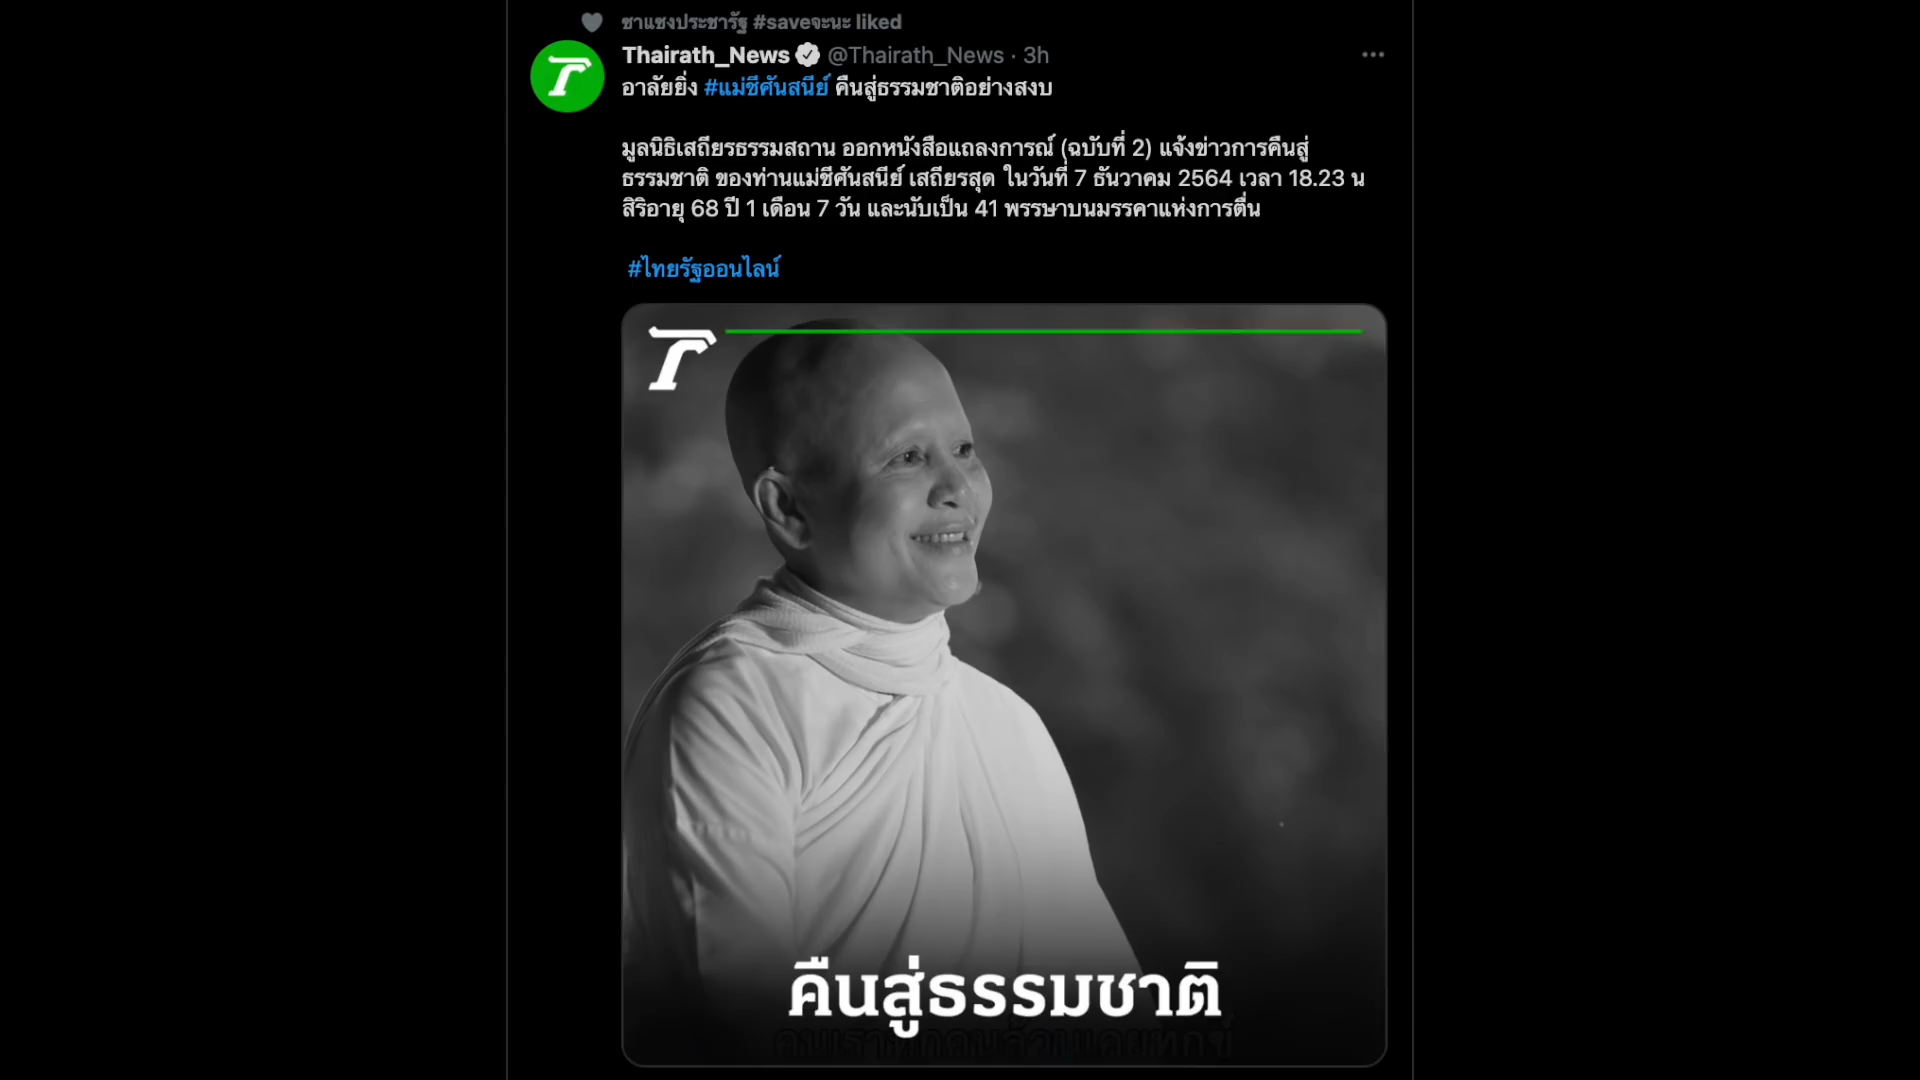 ชาแชงประชารัฐ #saveจะนะ liked
Thairath_News @Thairath_News · 3h
อาลัยยิ่ง #แม่ชีศันสนีย์ คืนสู่ธรรมชาติอย่างสงบ
มูลนิธิเสถียรธรรมสถาน ออกหนังสือแถลงการณ์ (ฉบับที่ 2) แจ้งข่าวการคืนสู่
ธรรมชาติ ของท่านแม่ชีศันสนีย์ เสถียรสุด ในวันที่ 7 ธันวาคม 2564 เวลา 18.23 น
สิริอายุ 68 ปี 1 เดือน 7 วัน และนับเป็น 41 พรรษาบนมรรคาแห่งการตื่น
#ไทยรัฐออนไลน์
คืนสู่ธรรมชาติ